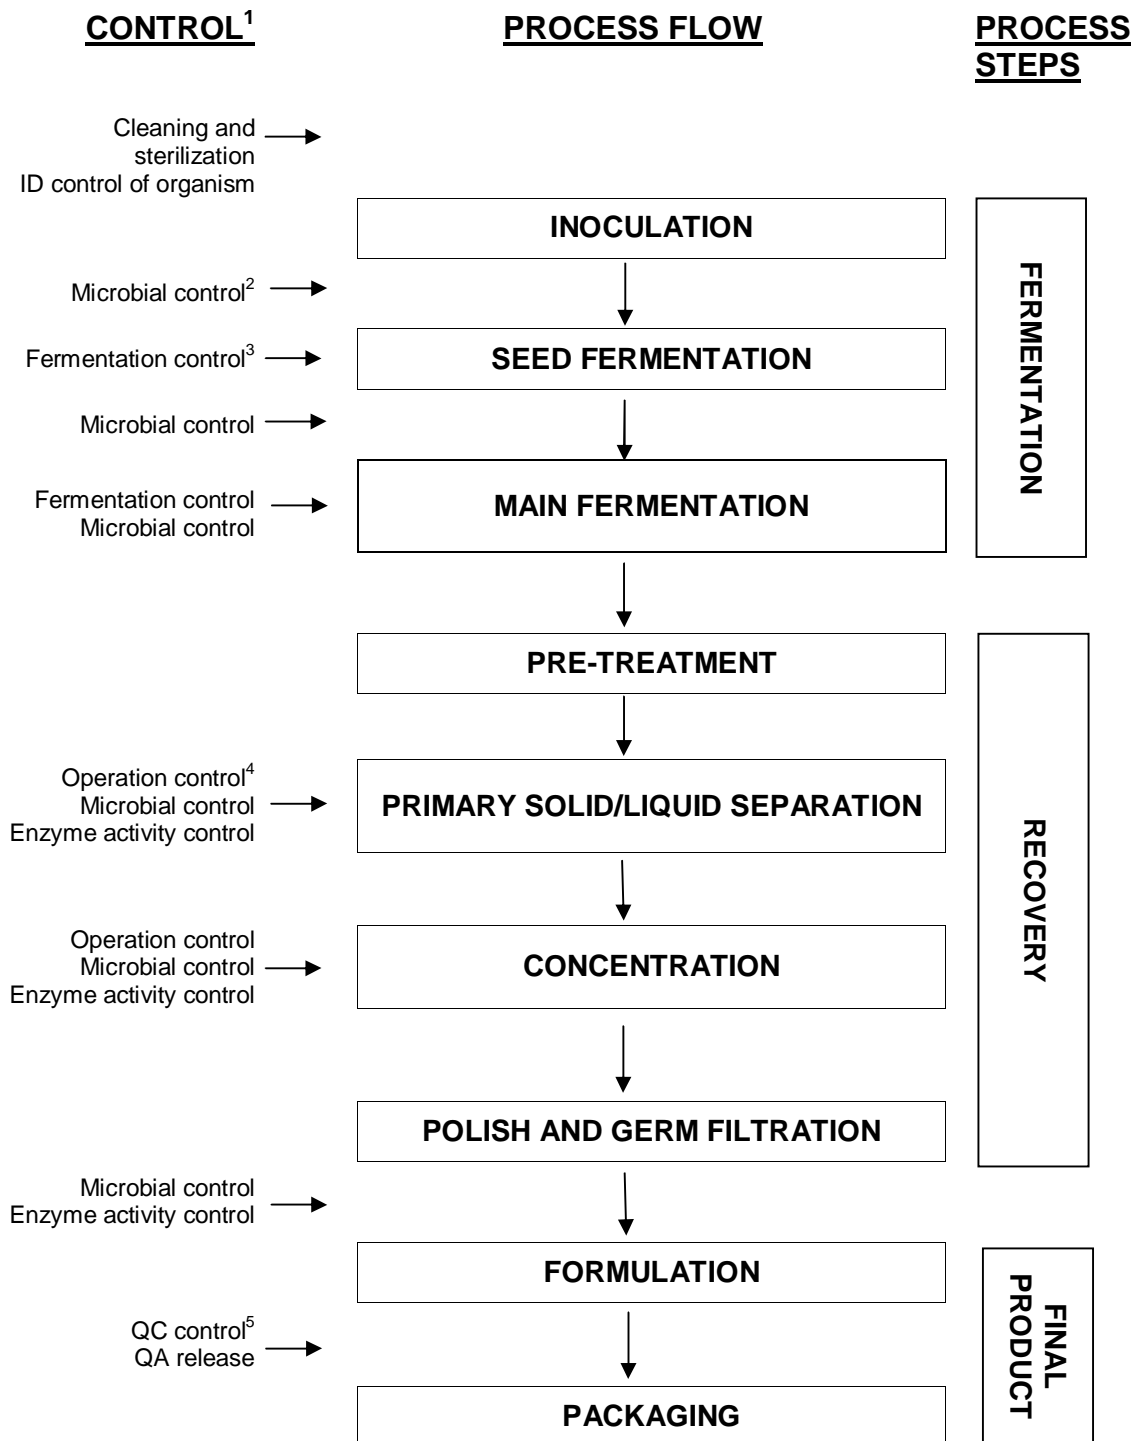 CONTROL¹
PROCESS FLOW
PROCESS
STEPS
Cleaning and
sterilization
ID control of organism
INOCULATION
Microbial control²
Fermentation control³
SEED FERMENTATION
Microbial control
Fermentation control
Microbial control
MAIN FERMENTATION
FERMENTATION
PRE-TREATMENT
Operation control⁴
Microbial control
Enzyme activity control
PRIMARY SOLID/LIQUID SEPARATION
Operation control
Microbial control
Enzyme activity control
CONCENTRATION
POLISH AND GERM FILTRATION
RECOVERY
Microbial control
Enzyme activity control
FORMULATION
QC control⁵
QA release
PACKAGING
FINAL
PRODUCT